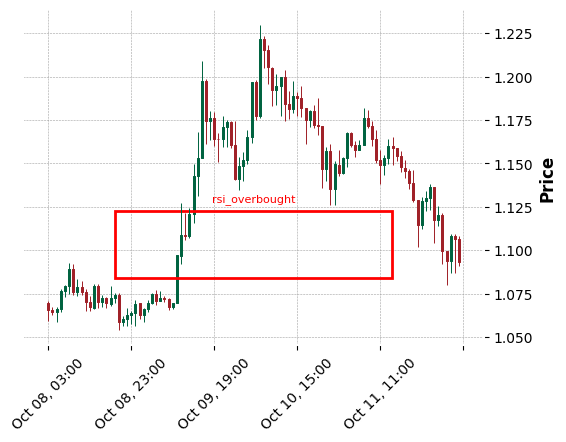 1.225
1.200
1.175
1.150
1.125
1.100
1.075
1.050
Price
rsi_overbought
Oct 08, 03:00
Oct 08, 23:00
Oct 09, 19:00
Oct 10, 15:00
Oct 11, 11:00